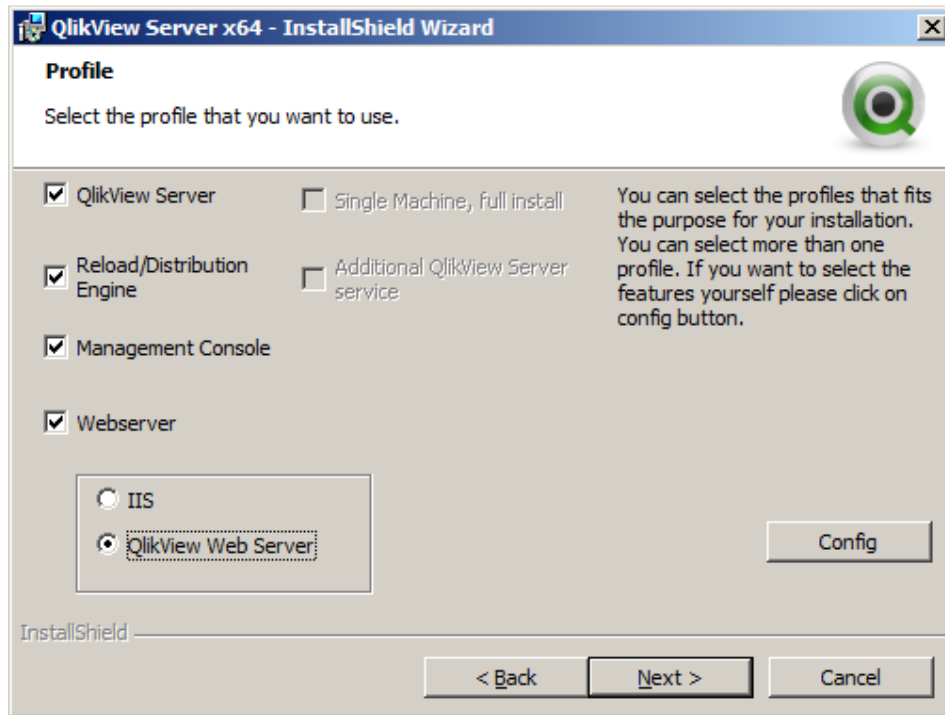 QlikView Server x64 - InstallShield Wizard
Profile
Select the profile that you want to use.
QlikView Server
Single Machine, full install
Reload/Distribution
Engine
Additional QlikView Server
service
Management Console
Webserver
IIS
QlikView Web Server
You can select the profiles that fits
the purpose for your installation.
You can select more than one
profile. If you want to select the
features yourself please click on
config button.
Config
InstallShield
< Back
Next >
Cancel